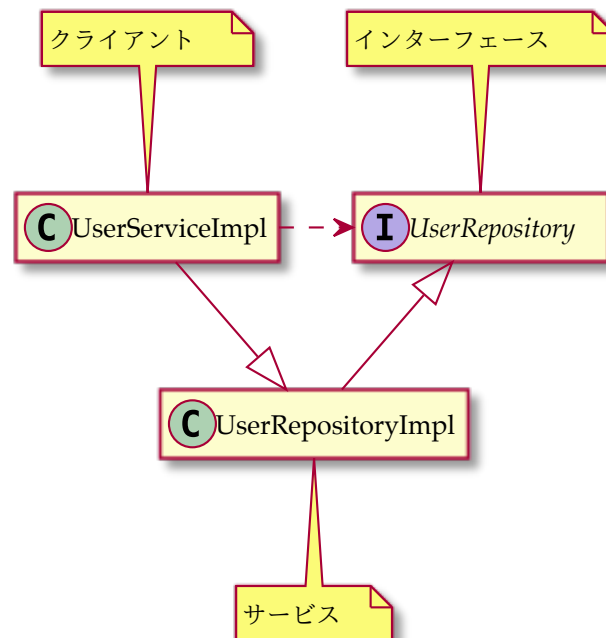 クライアント
インターフェース
C UserServiceImpl
I UserRepository
C UserRepositoryImpl
サービス